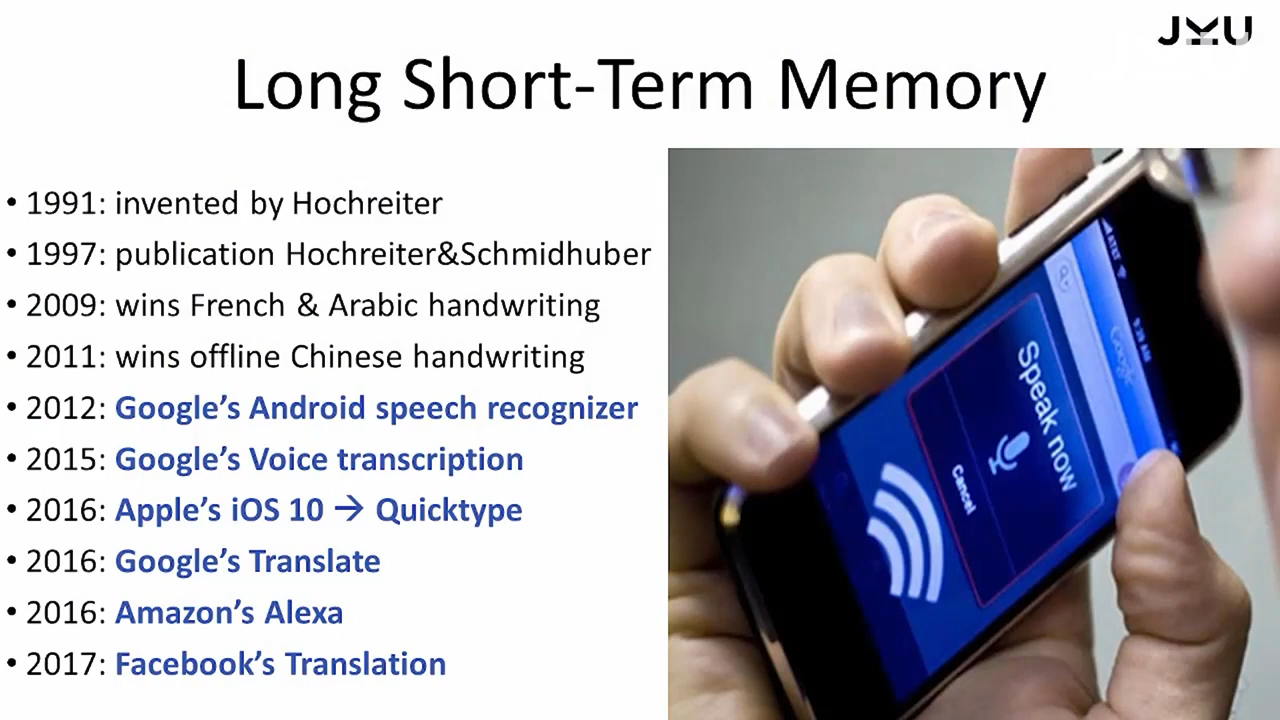 JKU
Long Short-Term Memory
• 1991: invented by Hochreiter
• 1997: publication Hochreiter&Schmidhuber
• 2009: wins French & Arabic handwriting
• 2011: wins offline Chinese handwriting
• 2012: Google’s Android speech recognizer
• 2015: Google’s Voice transcription
• 2016: Apple’s iOS 10 → Quicktype
• 2016: Google’s Translate
• 2016: Amazon’s Alexa
• 2017: Facebook’s Translation
AT&T
Google
Speak now
Cancel